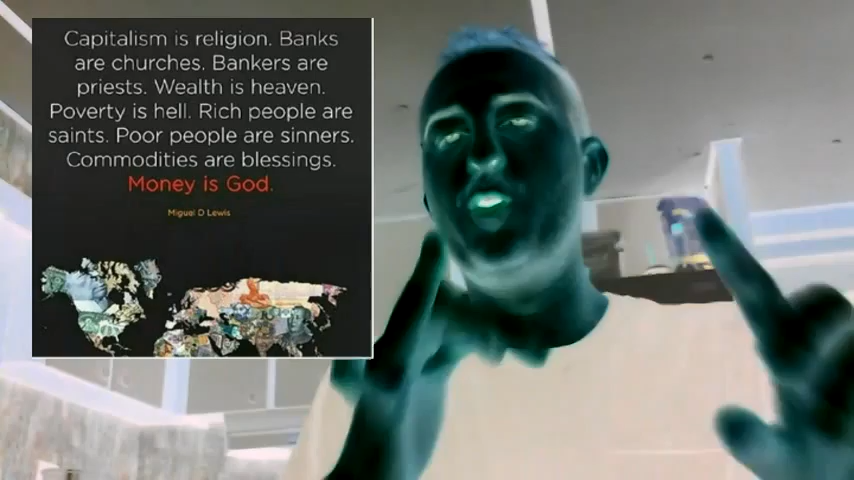 Capitalism is religion. Banks
are churches. Bankers are
priests. Wealth is heaven.
Poverty is hell. Rich people are
saints. Poor people are sinners.
Commodities are blessings.
Money is God.
Miguel D Lewis